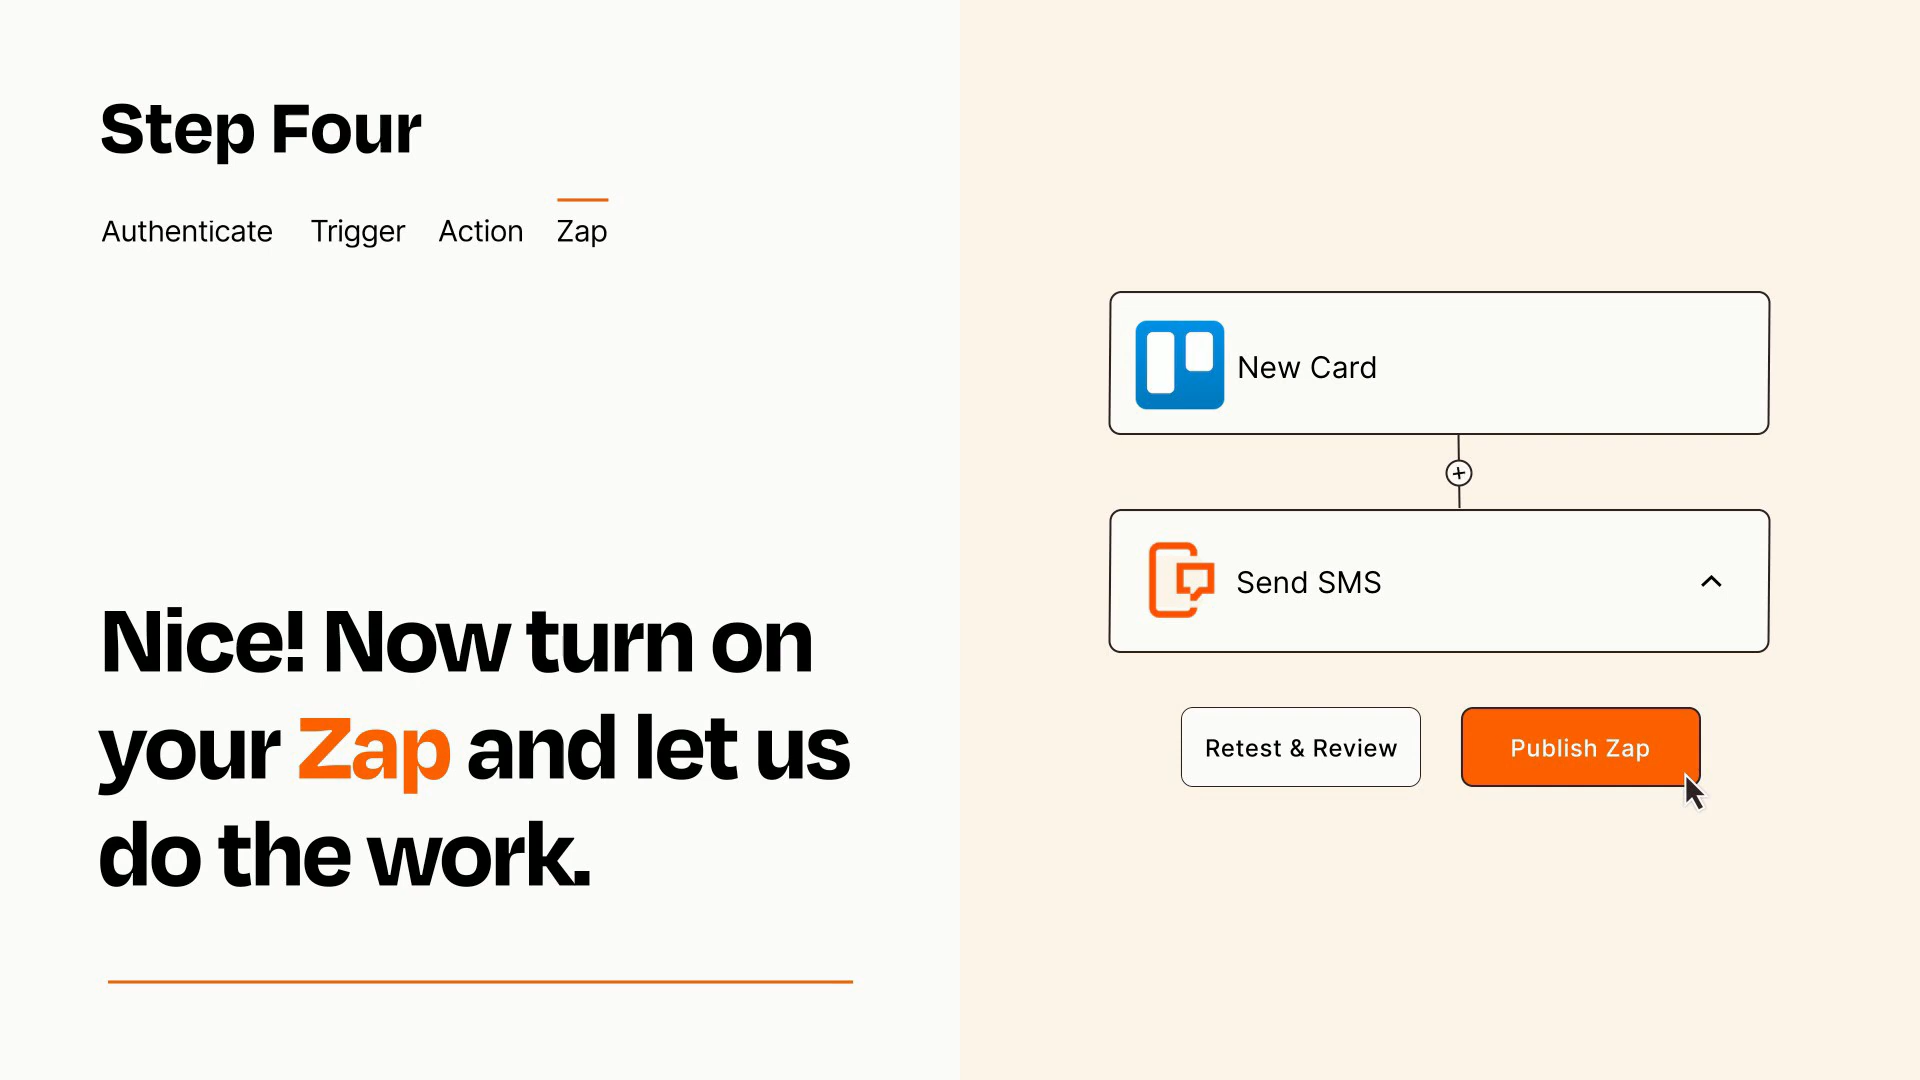 Step Four
Authenticate Trigger Action Zap
Nice! Now turn on
your Zap and let us
do the work.
New Card
Send SMS
Retest & Review
Publish Zap